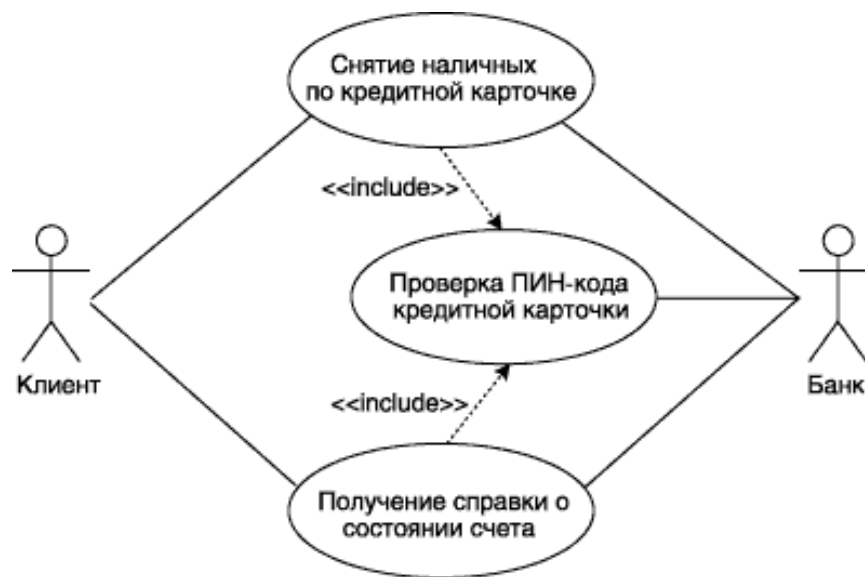 Снятие наличных
по кредитной карточке
<<include>>
Проверка ПИН-кода
кредитной карточки
Клиент
Банк
<<include>>
Получение справки о
состоянии счета